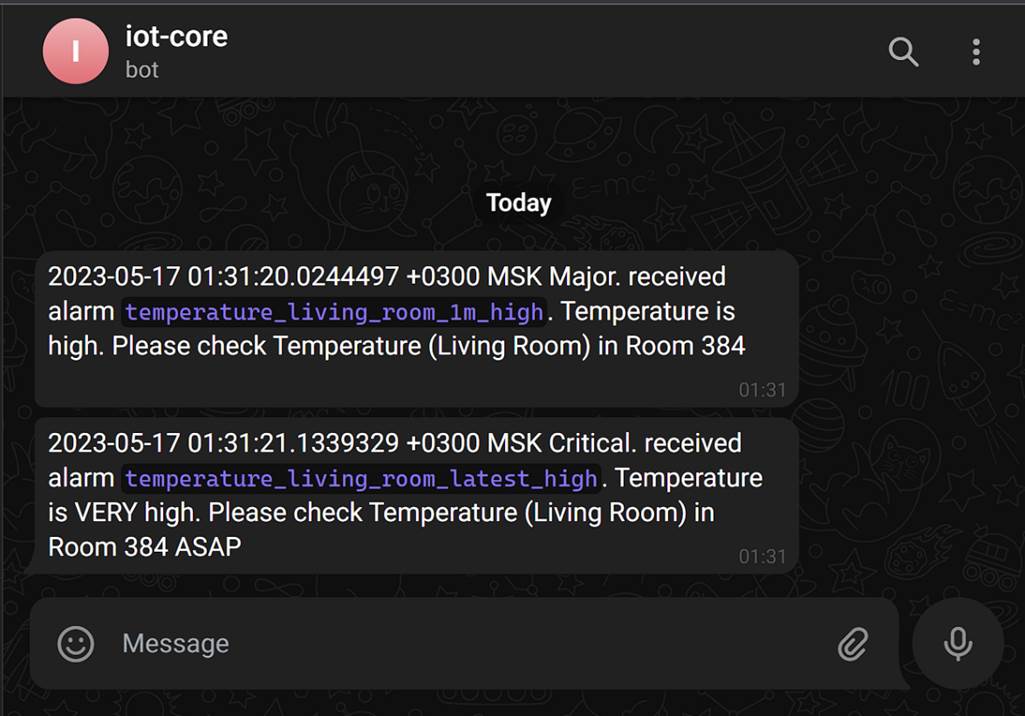 I
iot-core
bot
Today
2023-05-17 01:31:20.0244497 +0300 MSK Major. received
alarm temperature_living_room_1m_high. Temperature is
high. Please check Temperature (Living Room) in Room 384
01:31
2023-05-17 01:31:21.1339329 +0300 MSK Critical. received
alarm temperature_living_room_latest_high. Temperature
is VERY high. Please check Temperature (Living Room) in
Room 384 ASAP
01:31
Message